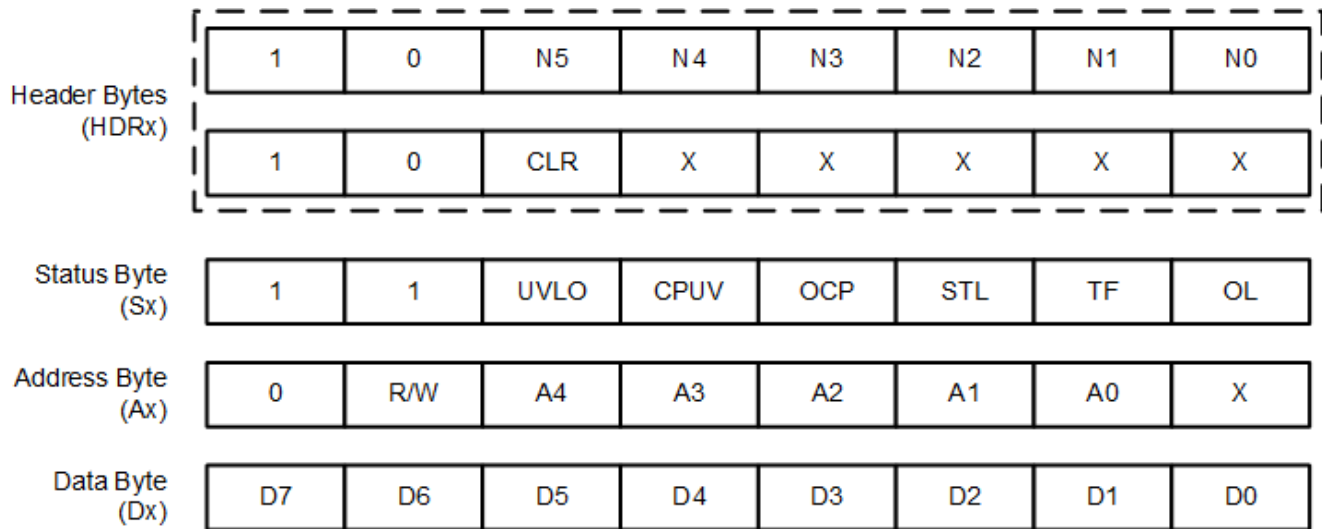 1 0 N5 N4 N3 N2 N1 N0
Header Bytes
(HDRx)
1 0 CLR X X X X X
Status Byte
(Sx)
1 1 UVLO CPUV OCP STL TF OL
Address Byte
(Ax)
0 R/W A4 A3 A2 A1 A0 X
Data Byte
(Dx)
D7 D6 D5 D4 D3 D2 D1 D0